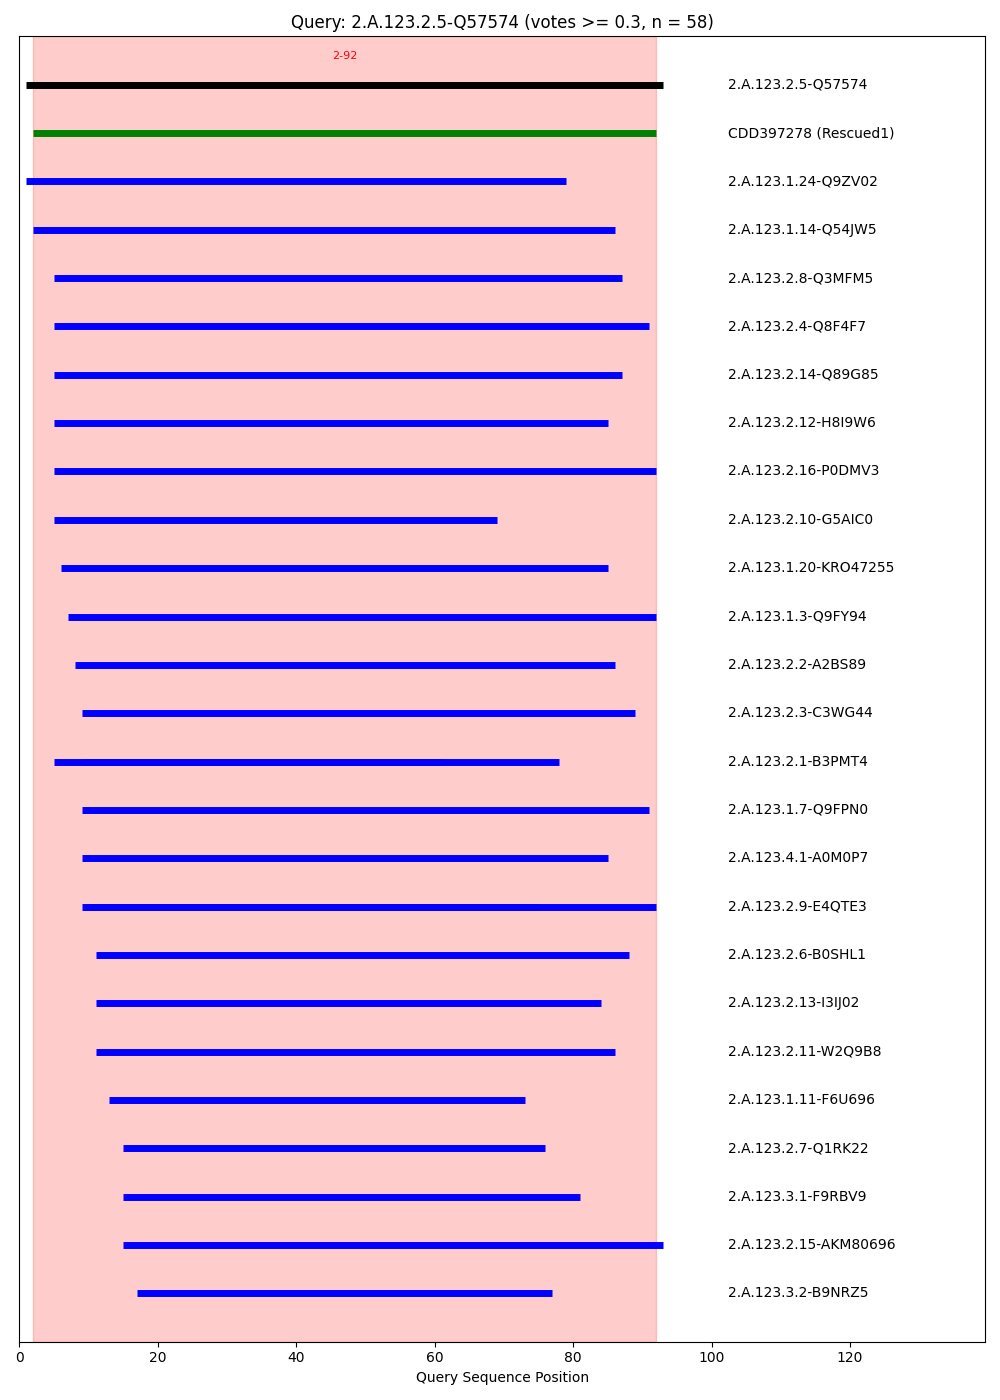 Query: 2.A.123.2.5-Q57574 (votes >= 0.3, n = 58)
2-92
2.A.123.2.5-Q57574
CDD397278 (Rescued1)
2.A.123.1.24-Q9ZV02
2.A.123.1.14-Q54JW5
2.A.123.2.8-Q3MFM5
2.A.123.2.4-Q8F4F7
2.A.123.2.14-Q89G85
2.A.123.2.12-H8I9W6
2.A.123.2.16-P0DMV3
2.A.123.2.10-G5AIC0
2.A.123.1.20-KRO47255
2.A.123.1.3-Q9FY94
2.A.123.2.2-A2BS89
2.A.123.2.3-C3WG44
2.A.123.2.1-B3PMT4
2.A.123.1.7-Q9FPN0
2.A.123.4.1-A0M0P7
2.A.123.2.9-E4QTE3
2.A.123.2.6-B0SHL1
2.A.123.2.13-I3IJ02
2.A.123.2.11-W2Q9B8
2.A.123.1.11-F6U696
2.A.123.2.7-Q1RK22
2.A.123.3.1-F9RBV9
2.A.123.2.15-AKM80696
2.A.123.3.2-B9NRZ5
0 20 40 60 80 100 120
Query Sequence Position